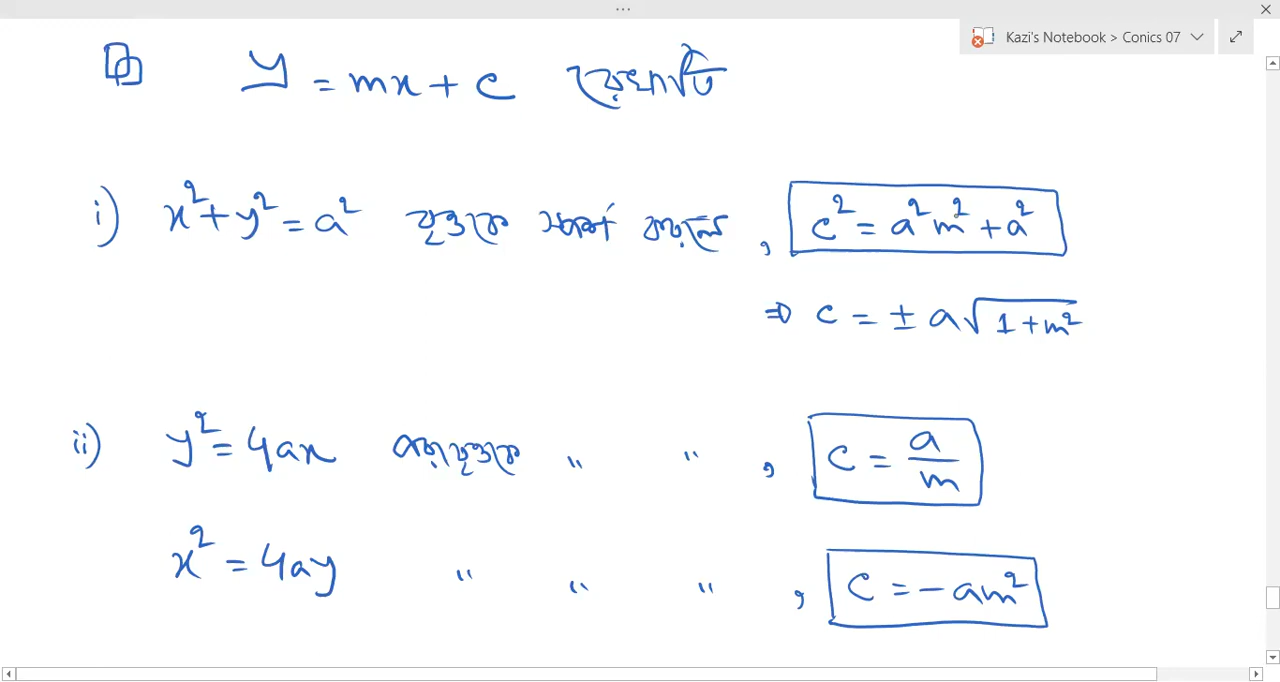 Kazi's Notebook > Conics 07
y = mx + c রেখাটি
i) x² + y² = a² বৃত্তকে স্পর্শ করলে , c² = a²m² + a²
⇒ c = ± a√(1 + m²)
ii) y² = 4ax পরাবৃত্তকে " " , c = a/m
x² = 4ay " " " , c = - am²